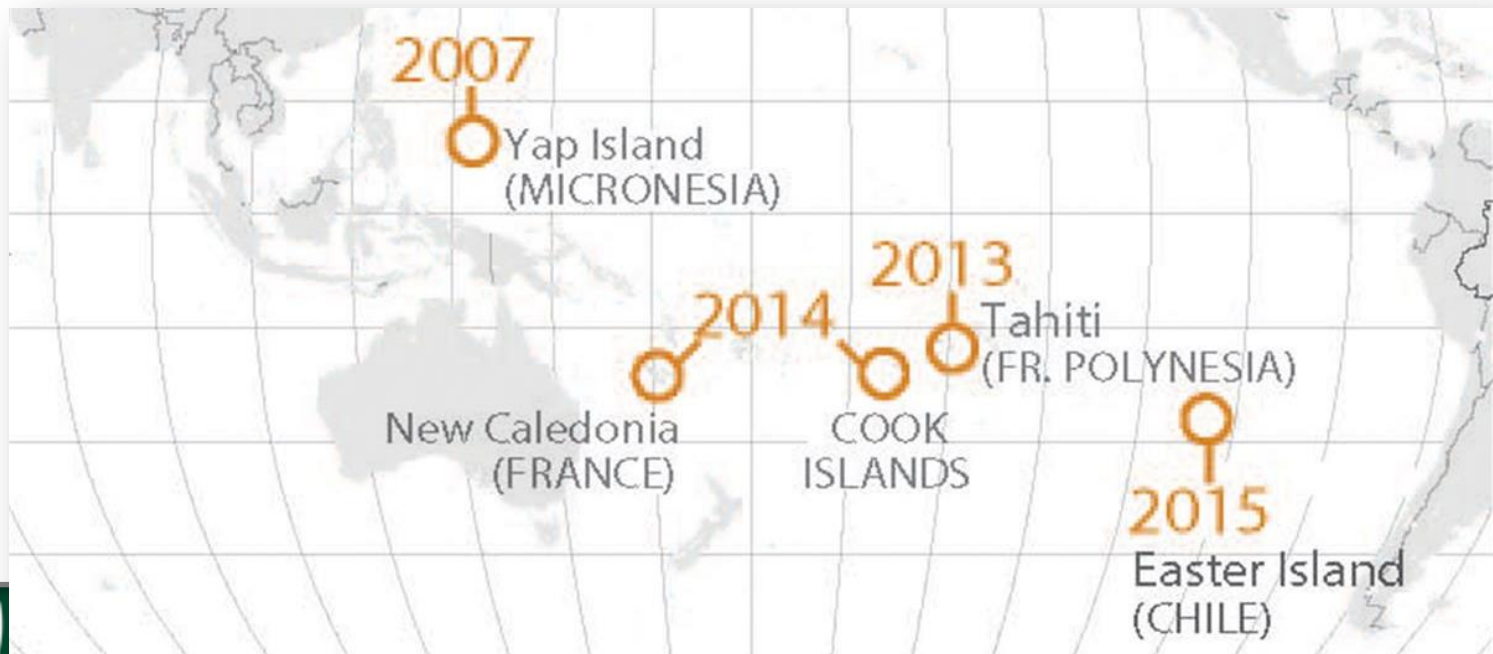 2007
Yap Island
(MICRONESIA)
2013
2014
Tahiti
(FR. POLYNESIA)
New Caledonia
(FRANCE)
COOK
ISLANDS
2015
Easter Island
(CHILE)